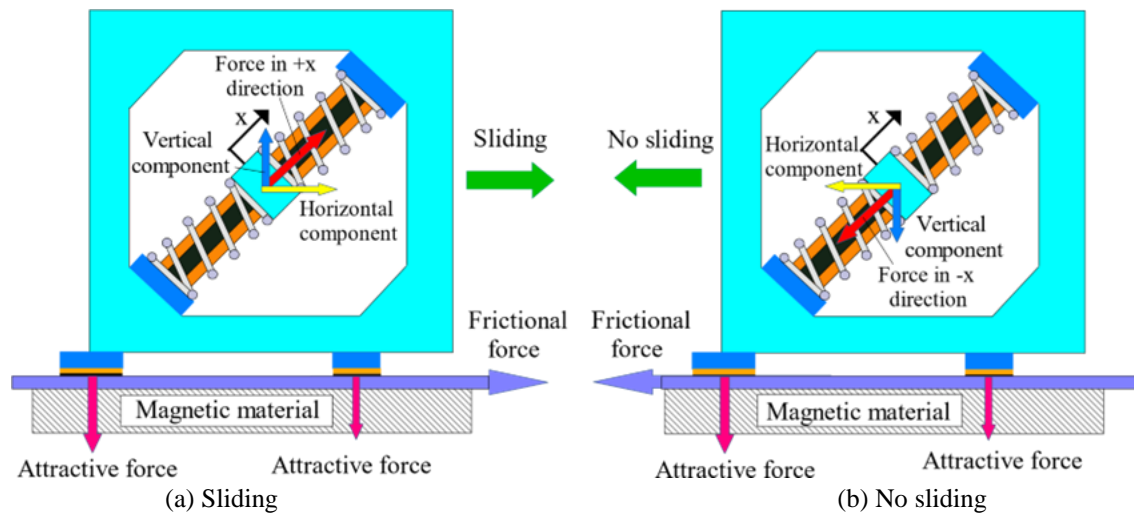 Force in +x
direction
x
Vertical
component
Horizontal
component
Sliding
Frictional
force
Magnetic material
Attractive force
Attractive force
(a) Sliding
No sliding
x
Horizontal
component
Vertical
component
Force in -x
direction
Frictional
force
Magnetic material
Attractive force
Attractive force
(b) No sliding